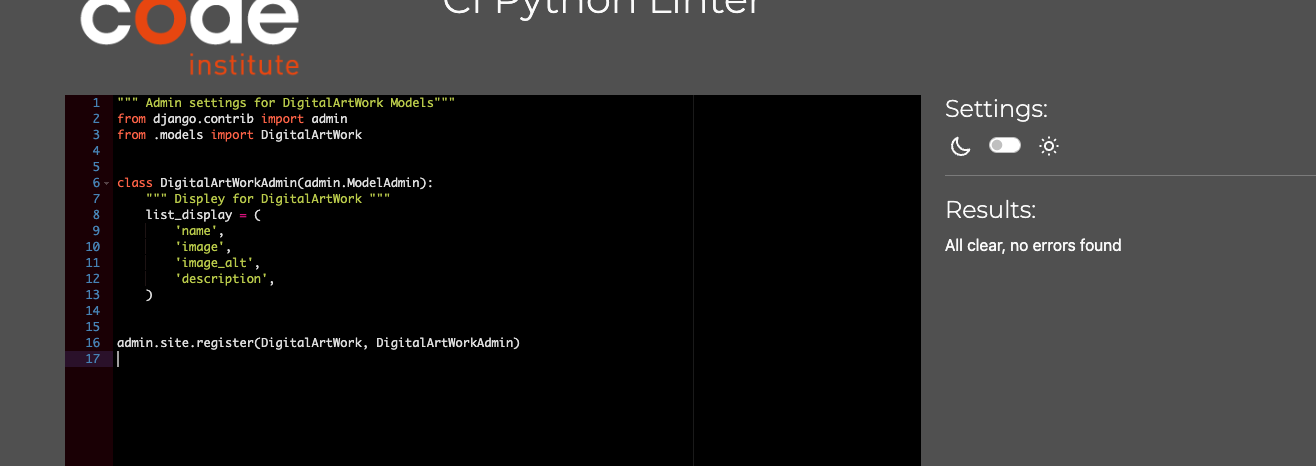 code
institute
CI Python Linter
1 """ Admin settings for DigitalArtWork Models"""
2 from django.contrib import admin
3 from .models import DigitalArtWork
4
5
6 class DigitalArtWorkAdmin(admin.ModelAdmin):
7 """ Displey for DigitalArtWork """
8 list_display = (
9 'name',
10 'image',
11 'image_alt',
12 'description',
13 )
14
15
16 admin.site.register(DigitalArtWork, DigitalArtWorkAdmin)
17
Settings:
Results:
All clear, no errors found